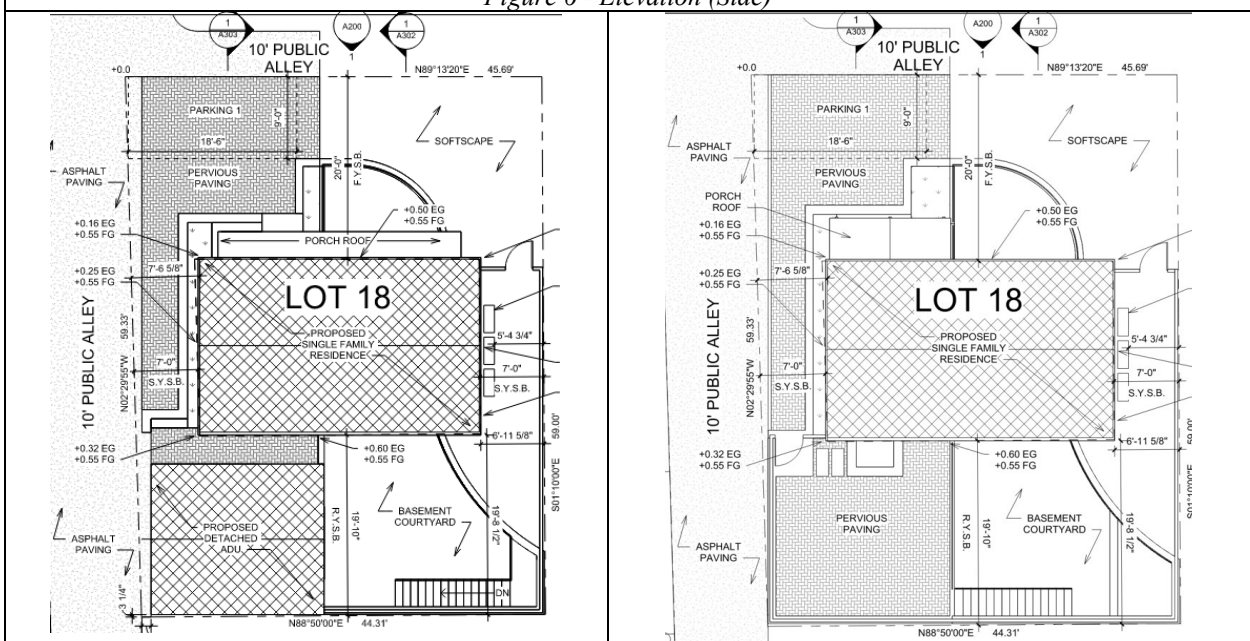 Figure 6 - Elevation (Side)
1
A303
A200
1
1
A302
10' PUBLIC
ALLEY
+0.0
N89°13'20"E 45.69'
PARKING 1
9'-0"
18'-6"
SOFTSCAPE
ASPHALT
PAVING
PERVIOUS
PAVING
20'-0"
F.Y.S.B.
+0.16 EG
+0.55 FG
+0.50 EG
+0.55 FG
PORCH ROOF
+0.25 EG
+0.55 FG
7'-6 5/8"
LOT 18
10' PUBLIC ALLEY
N02°29'55"W 59.33'
PROPOSED
SINGLE FAMILY
RESIDENCE
5'-4 3/4"
7'-0"
S.Y.S.B.
7'-0"
S.Y.S.B.
+0.32 EG
+0.55 FG
+0.60 EG
+0.55 FG
6'-11 5/8"
59.00'
S01°10'00"E
PROPOSED
DETACHED
ADU.
R.Y.S.B.
19'-10"
BASEMENT
COURTYARD
19'-8 1/2"
ASPHALT
PAVING
DN
3 1/4"
N88°50'00"E 44.31'
1
A303
A200
1
1
A302
10' PUBLIC
ALLEY
+0.0
N89°13'20"E 45.69'
PARKING 1
9'-0"
18'-6"
SOFTSCAPE
ASPHALT
PAVING
PERVIOUS
PAVING
20'-0"
F.Y.S.B.
PORCH
ROOF
+0.16 EG
+0.55 FG
+0.50 EG
+0.55 FG
+0.25 EG
+0.55 FG
7'-6 5/8"
LOT 18
10' PUBLIC ALLEY
N02°29'55"W 59.33'
PROPOSED
SINGLE FAMILY
RESIDENCE
5'-4 3/4"
7'-0"
S.Y.S.B.
7'-0"
S.Y.S.B.
+0.32 EG
+0.55 FG
+0.60 EG
+0.55 FG
6'-11 5/8"
59.00'
S01°10'00"E
PERVIOUS
PAVING
R.Y.S.B.
19'-10"
BASEMENT
COURTYARD
19'-8 1/2"
ASPHALT
PAVING
N88°50'00"E 44.31'